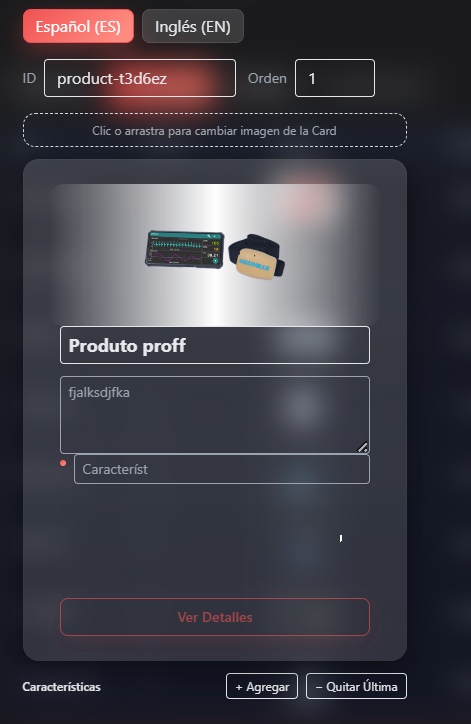 Español (ES) Inglés (EN)
ID product-t3d6ez Orden 1
Clic o arrastra para cambiar imagen de la Card
Produto proff
fjalksdjfka
Característ
Ver Detalles
Características + Agregar − Quitar Última